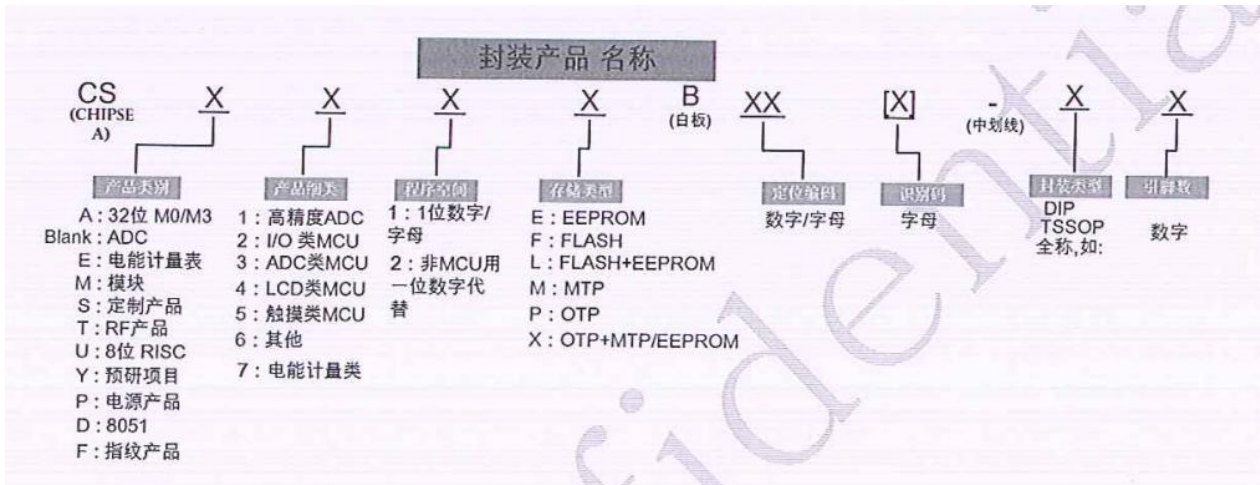 封装产品 名称
CS X X X X B XX [X] - X X
(CHIPSE
A)
(白板)
(中划线)
产品类别 产品细类 程序空间 存储类型 定位编码 识别码 封装类型 引脚数
A:32位 M0/M3
Blank:ADC
E:电能计量表
M:模块
S:定制产品
T:RF产品
U:8位 RISC
Y:预研项目
P:电源产品
D:8051
F:指纹产品
1:高精度ADC
2:I/O 类MCU
3:ADC类MCU
4:LCD类MCU
5:触摸类MCU
6:其他
7:电能计量类
1:1位数字/
字母
2:非MCU用
一位数字代
替
E:EEPROM
F:FLASH
L:FLASH+EEPROM
M:MTP
P:OTP
X:OTP+MTP/EEPROM
数字/字母
字母
DIP
TSSOP
全称,如:
数字
fidential